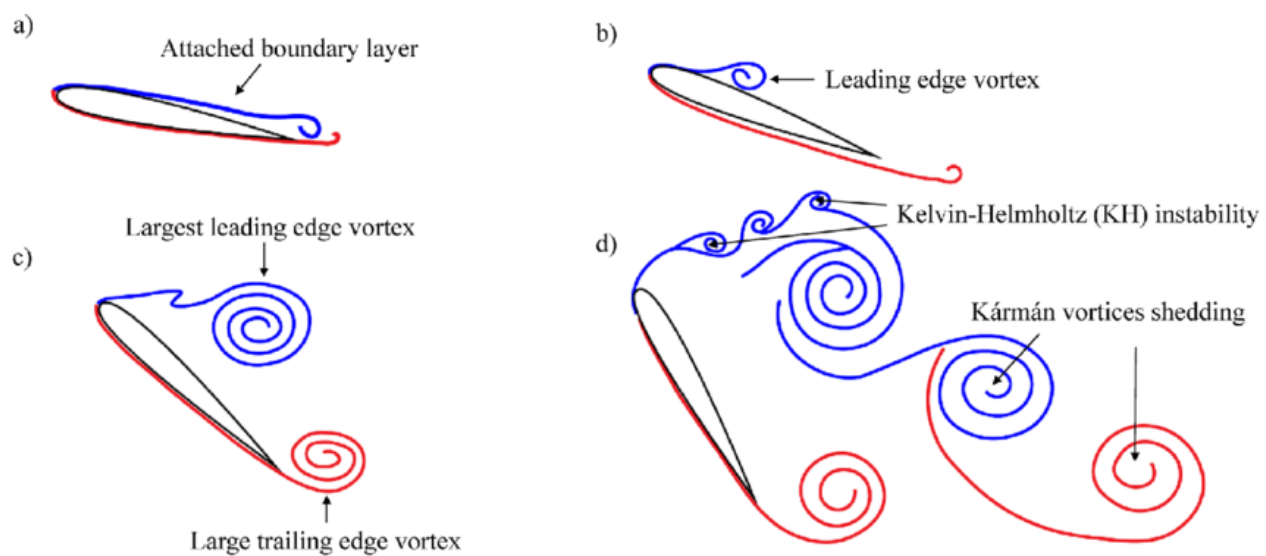 a)
Attached boundary layer
b)
Leading edge vortex
Largest leading edge vortex
c)
Large trailing edge vortex
Kelvin-Helmholtz (KH) instability
d)
Kármán vortices shedding